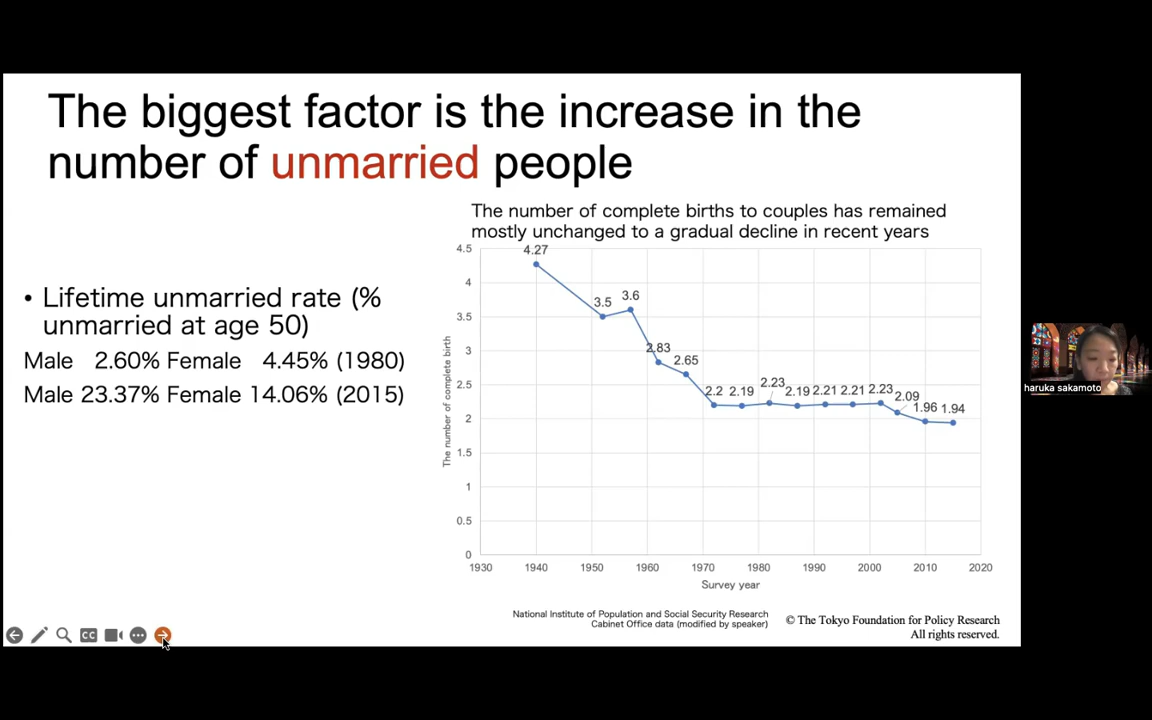 The biggest factor is the increase in the
number of unmarried people
The number of complete births to couples has remained
mostly unchanged to a gradual decline in recent years
• Lifetime unmarried rate (%
unmarried at age 50)
Male 2.60% Female 4.45% (1980)
Male 23.37% Female 14.06% (2015)
The number of complete birth
4.5
4
3.5
3
2.5
2
1.5
1
0.5
0
4.27
3.5
3.6
2.83
2.65
2.2
2.19
2.23
2.19
2.21
2.21
2.23
2.09
1.96
1.94
1930 1940 1950 1960 1970 1980 1990 2000 2010 2020
Survey year
National Institute of Population and Social Security Research
Cabinet Office data (modified by speaker)
© The Tokyo Foundation for Policy Research
All rights reserved.
CC
haruka sakamoto